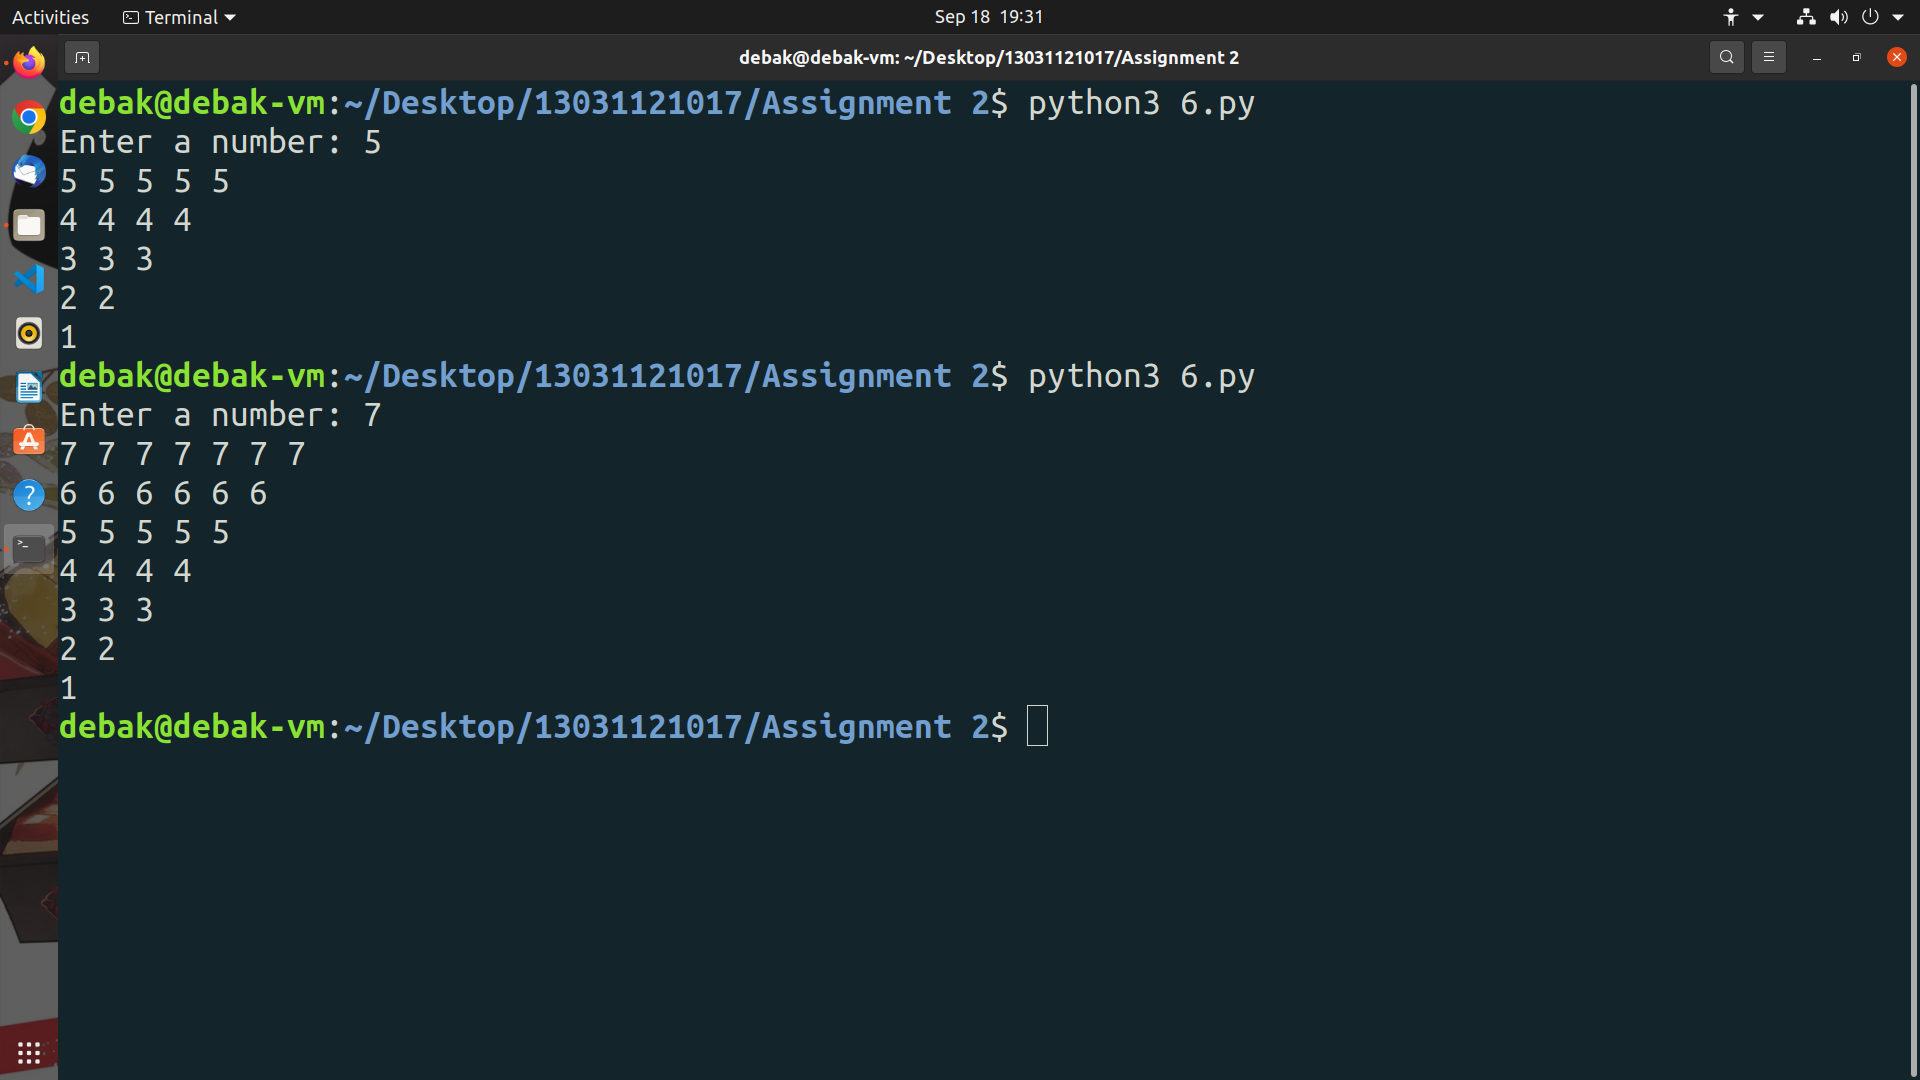 Activities Terminal Sep 18 19:31
debak@debak-vm: ~/Desktop/13031121017/Assignment 2
debak@debak-vm:~/Desktop/13031121017/Assignment 2$ python3 6.py
Enter a number: 5
5 5 5 5 5
4 4 4 4
3 3 3
2 2
1
debak@debak-vm:~/Desktop/13031121017/Assignment 2$ python3 6.py
Enter a number: 7
7 7 7 7 7 7 7
6 6 6 6 6 6
5 5 5 5 5
4 4 4 4
3 3 3
2 2
1
debak@debak-vm:~/Desktop/13031121017/Assignment 2$